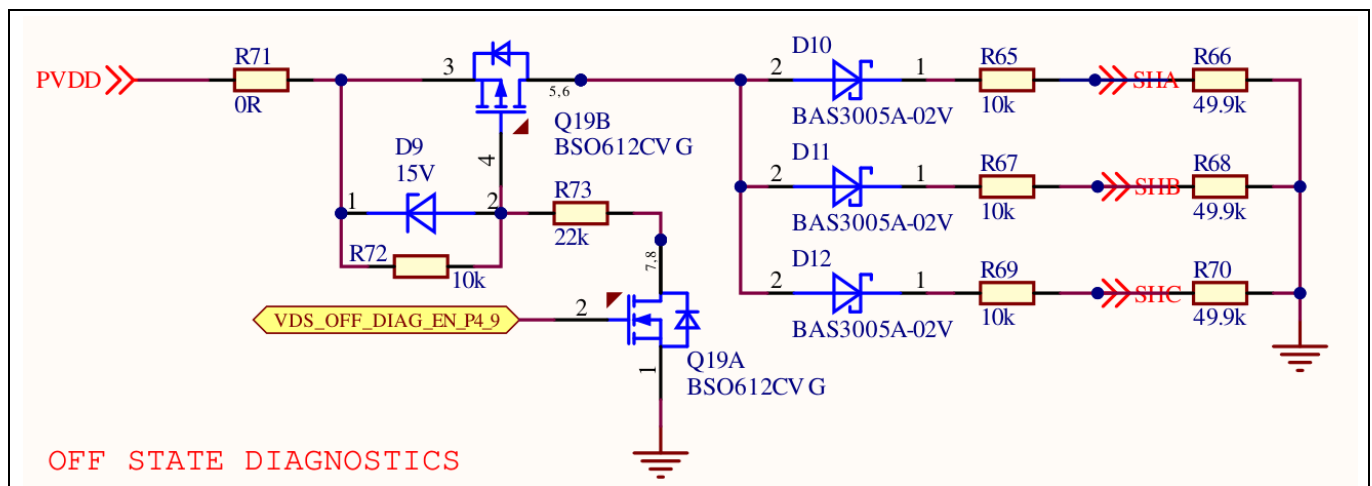 PVDD
R71
0R
3
5,6
Q19B
BSO612CV G
4
D9
15V
1
2
R73
22k
R72
10k
7,8
VDS_OFF_DIAG_EN_P4_9
2
1
Q19A
BSO612CV G
D10
2
1
BAS3005A-02V
R65
10k
SHA
R66
49.9k
D11
2
1
BAS3005A-02V
R67
10k
SHB
R68
49.9k
D12
2
1
BAS3005A-02V
R69
10k
SHC
R70
49.9k
OFF STATE DIAGNOSTICS